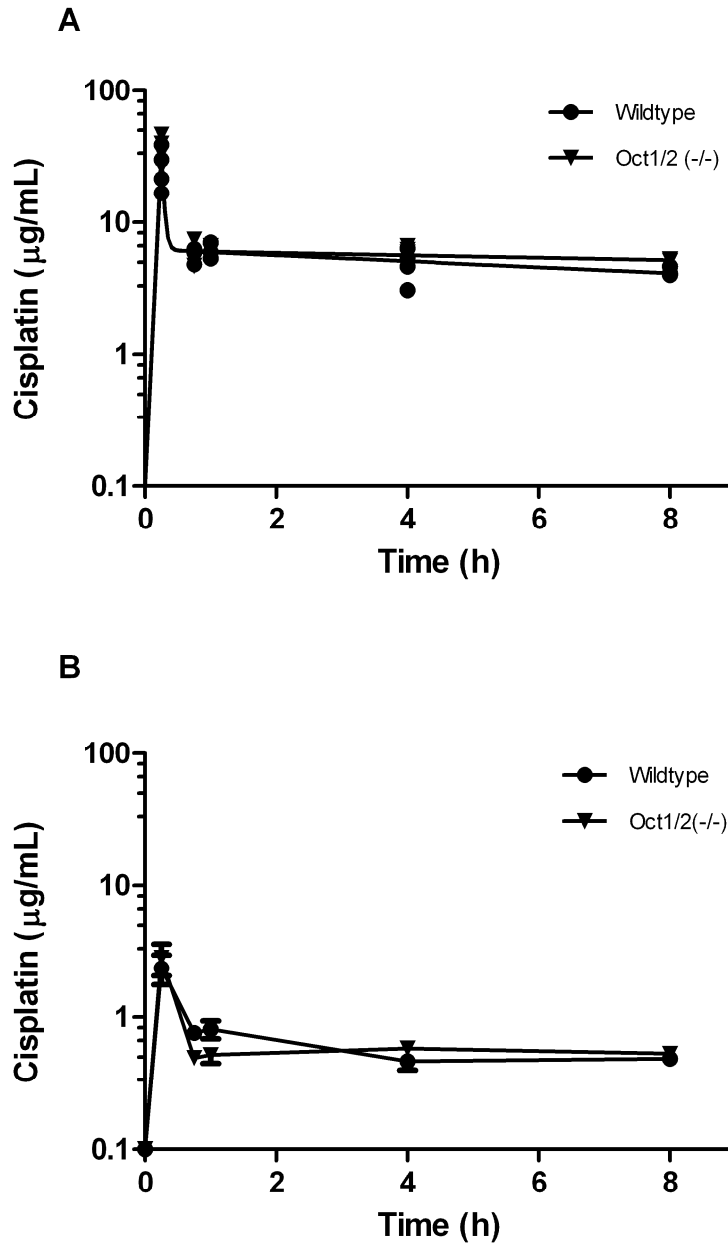 A
100
10
1
0.1
Cisplatin (μg/mL)
Wildtype
Oct1/2 (-/-)
0 2 4 6 8
Time (h)
B
100
10
1
0.1
Cisplatin (μg/mL)
Wildtype
Oct1/2(-/-)
0 2 4 6 8
Time (h)